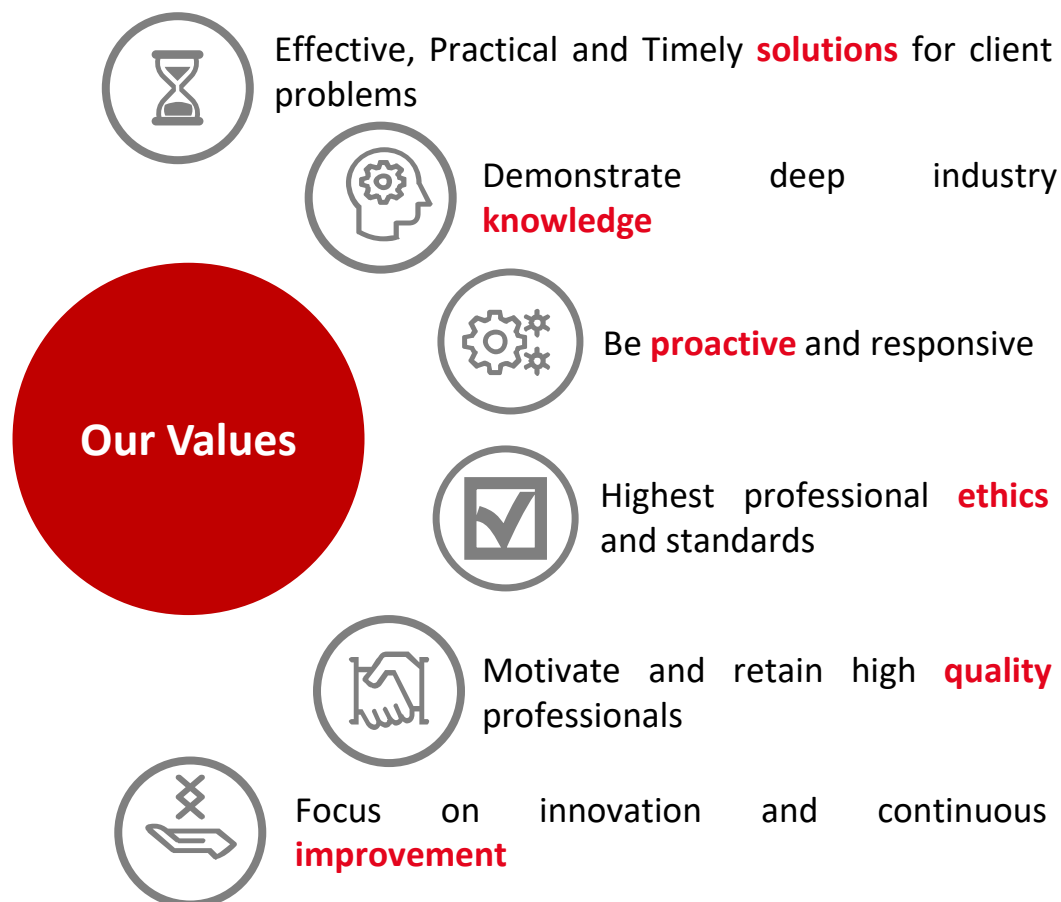 Effective, Practical and Timely solutions for client
problems
Demonstrate deep industry
knowledge
Be proactive and responsive
Our Values
Highest professional ethics
and standards
Motivate and retain high quality
professionals
Focus on innovation and continuous
improvement